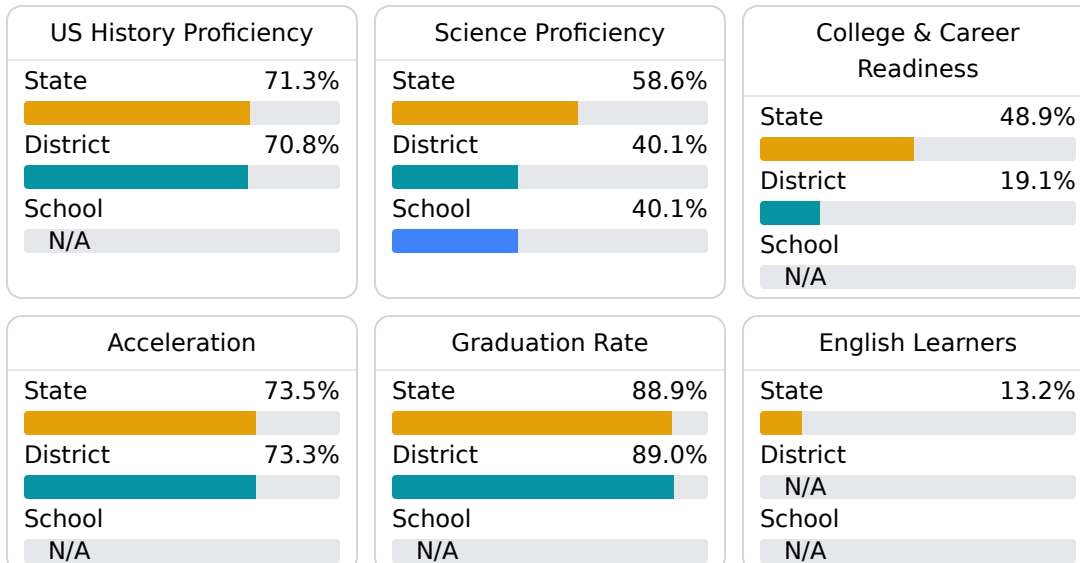 US History Proficiency
State 71.3%
District 70.8%
School
N/A
Science Proficiency
State 58.6%
District 40.1%
School 40.1%
College & Career
Readiness
State 48.9%
District 19.1%
School
N/A
Acceleration
State 73.5%
District 73.3%
School
N/A
Graduation Rate
State 88.9%
District 89.0%
School
N/A
English Learners
State 13.2%
District
N/A
School
N/A